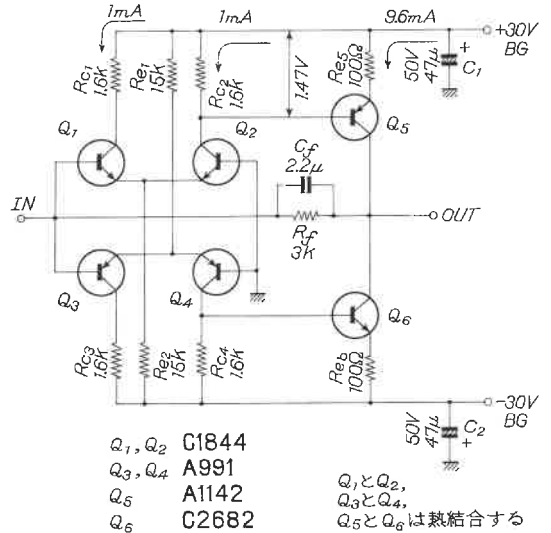 1mA
1mA
9.6mA
+30V
BG
Rc1
1.6k
Re1
15k
Rc2
1.6k
1.47V
Re5
100Ω
50V
47μ
+
C1
Q1
Q2
Q5
Cf
2.2μ
IN
OUT
Rf
3k
Q3
Q4
Q6
Rc3
1.6k
Re2
15k
Rc4
1.6k
Re6
100Ω
-30V
BG
50V
47μ
C2
+
Q1, Q2 C1844
Q3, Q4 A991
Q5 A1142
Q6 C2682
Q1とQ2,
Q3とQ4,
Q5とQ6は熱結合する